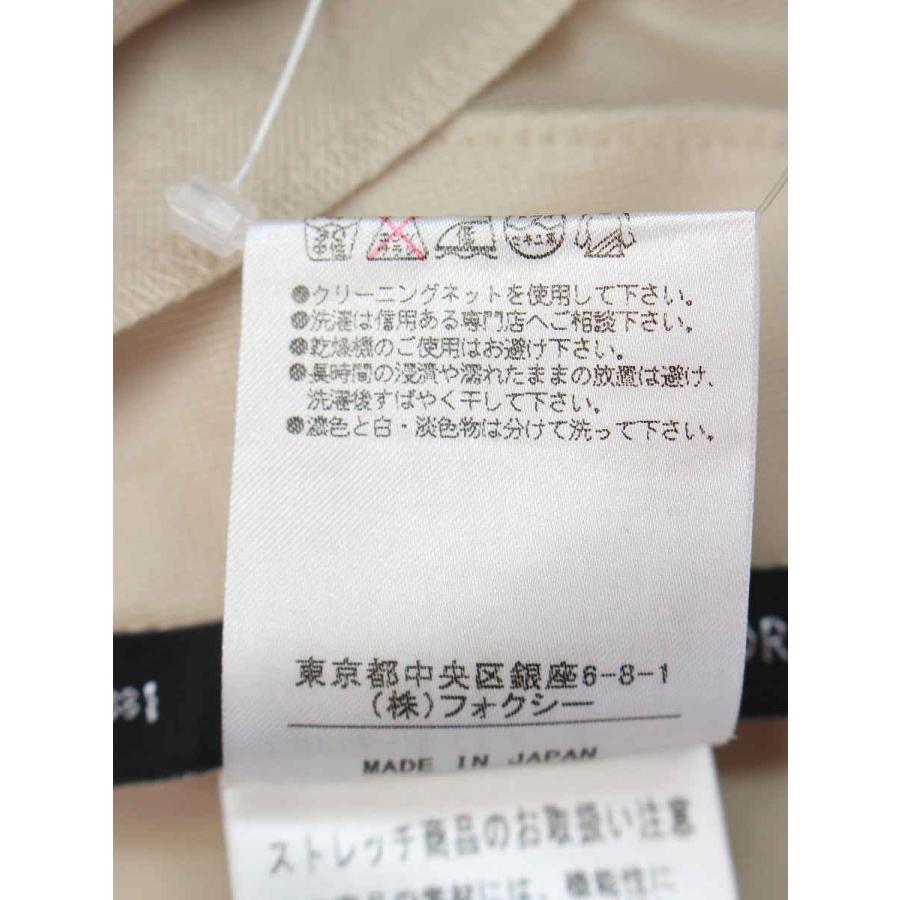 ●クリーニングネットを使用して下さい。
●洗濯は信用ある専門店へご相談下さい。
●乾燥機のご使用はお避け下さい。
●長時間の浸漬や濡れたままの放置は避け、
洗濯後すばやく干して下さい。
●濃色と白・淡色物は分けて洗って下さい。
東京都中央区銀座6-8-1
(株)フォクシー
MADE IN JAPAN
ストレッチ商品のお取扱い注意
には、機能性に